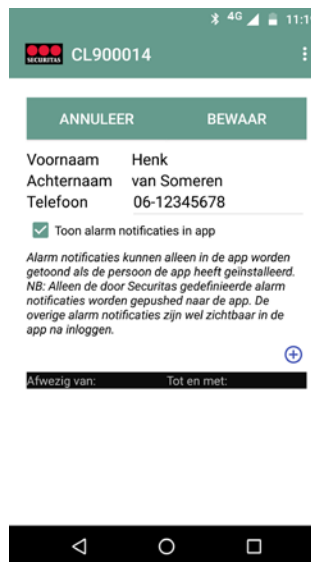 4G 11:1
SECURITAS CL900014
ANNULEER BEWAAR
Voornaam Henk
Achternaam van Someren
Telefoon 06-12345678
Toon alarm notificaties in app
Alarm notificaties kunnen alleen in de app worden
getoond als de persoon de app heeft geïnstalleerd.
NB: Alleen de door Securitas gedefinieerde alarm
notificaties worden gepushed naar de app. De
overige alarm notificaties zijn wel zichtbaar in de
app na inloggen.
Afwezig van: Tot en met: